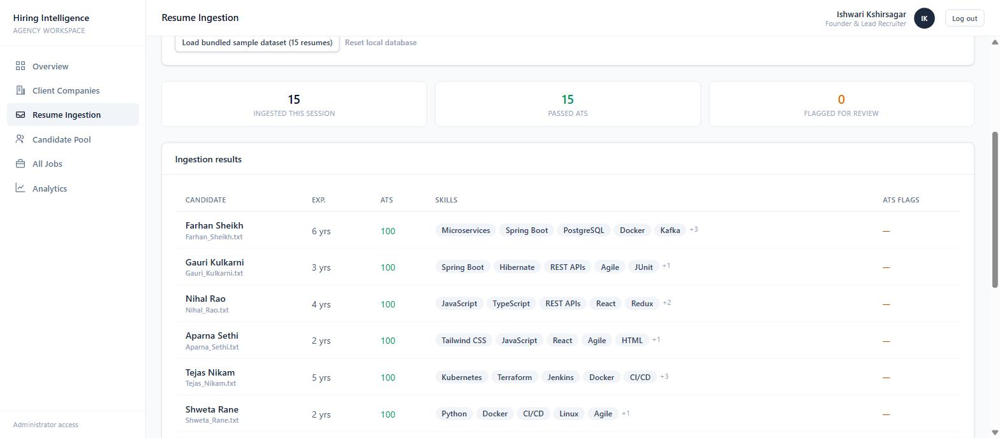 Hiring Intelligence
AGENCY WORKSPACE
Overview
Client Companies
Resume Ingestion
Candidate Pool
All Jobs
Analytics
Administrator access
Resume Ingestion
Ishwari Kshirsagar
Founder & Lead Recruiter
IK
Log out
Load bundled sample dataset (15 resumes) Reset local database
15
INGESTED THIS SESSION
15
PASSED ATS
0
FLAGGED FOR REVIEW
Ingestion results
CANDIDATE EXP. ATS SKILLS ATS FLAGS
Farhan Sheikh
Farhan_Sheikh.txt
6 yrs 100 Microservices Spring Boot PostgreSQL Docker Kafka +3 —
Gauri Kulkarni
Gauri_Kulkarni.txt
3 yrs 100 Spring Boot Hibernate REST APIs Agile JUnit +1 —
Nihal Rao
Nihal_Rao.txt
4 yrs 100 JavaScript TypeScript REST APIs React Redux +2 —
Aparna Sethi
Aparna_Sethi.txt
2 yrs 100 Tailwind CSS JavaScript React Agile HTML +1 —
Tejas Nikam
Tejas_Nikam.txt
5 yrs 100 Kubernetes Terraform Jenkins Docker CI/CD +3 —
Shweta Rane
Shweta_Rane.txt
2 yrs 100 Python Docker CI/CD Linux Agile +1 —